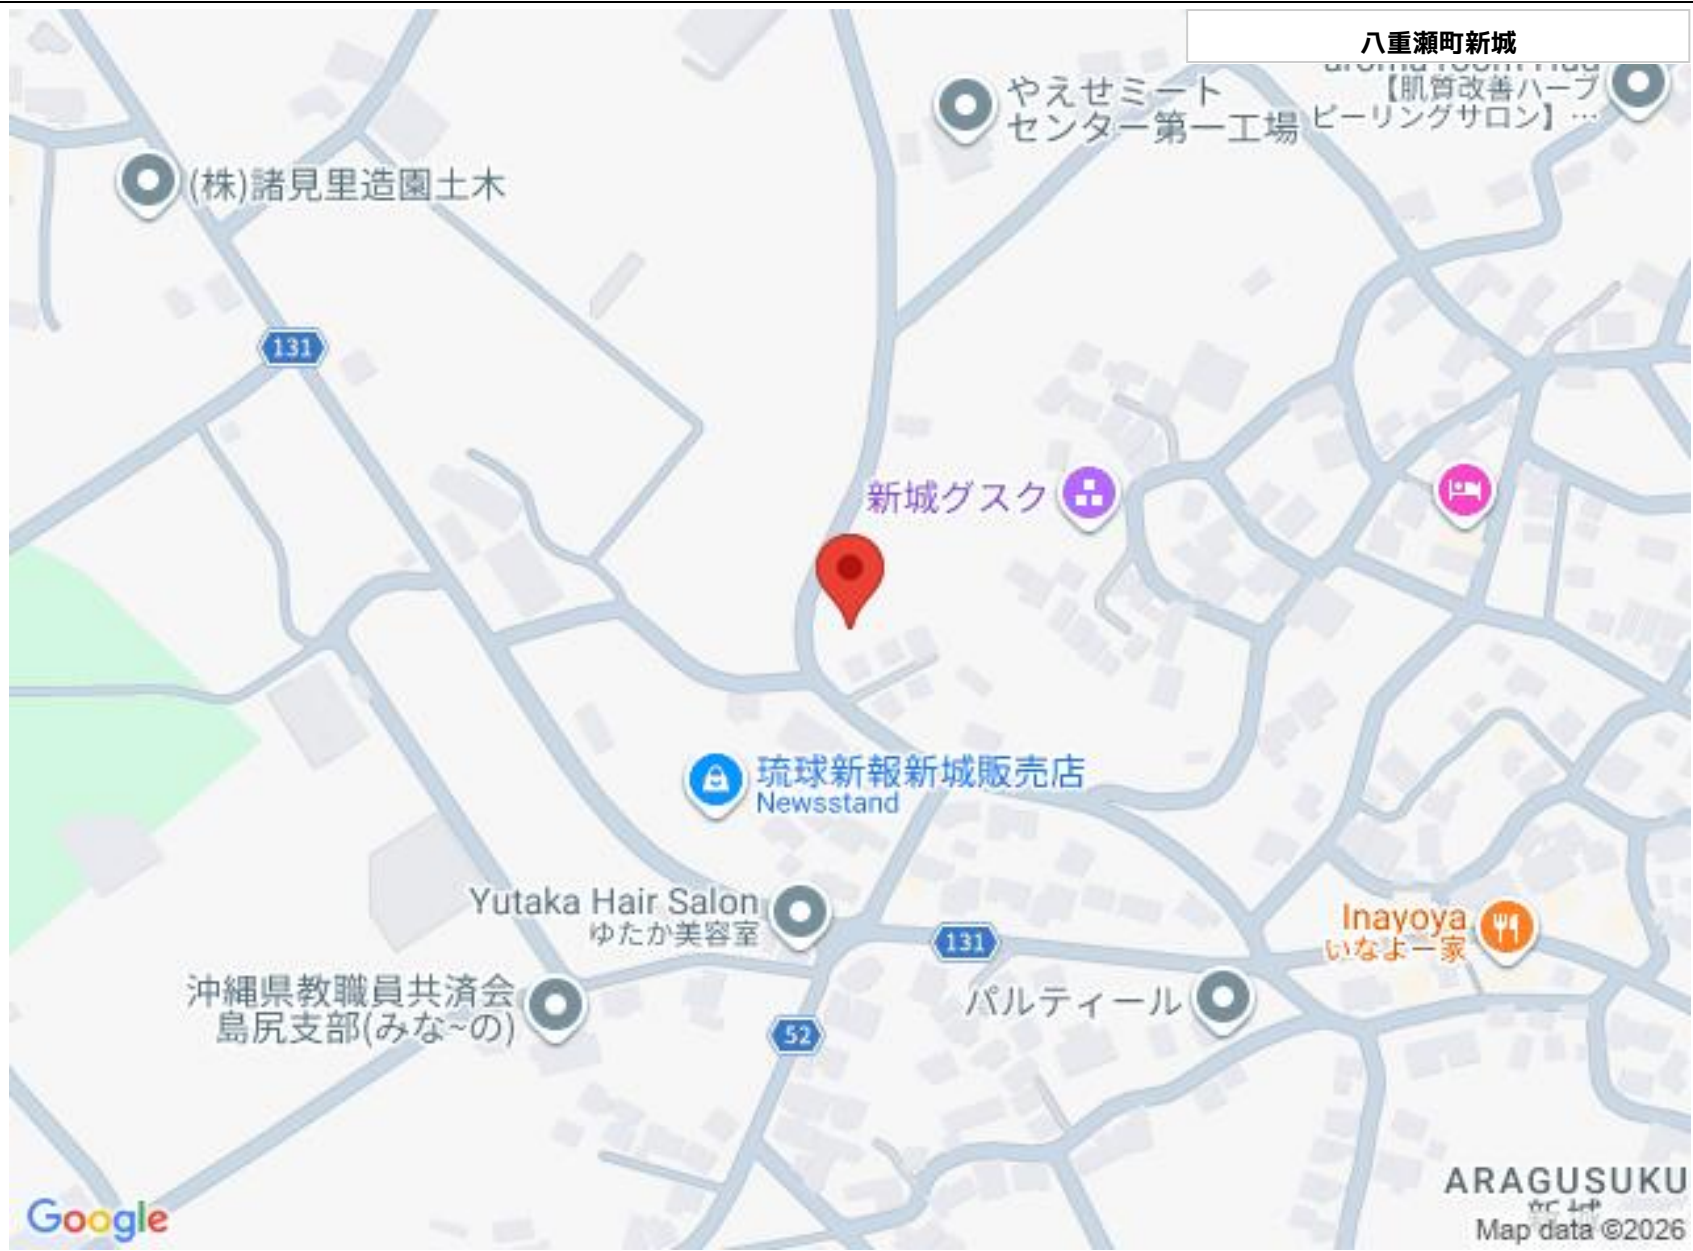 八重瀬町新城
やえせミート
センター第一工場
【肌質改善ハーブ
ピーリングサロン】…
(株)諸見里造園土木
131
新城グスク
琉球新報新城販売店
Newsstand
Yutaka Hair Salon
ゆたか美容室
131
Inayoya
いなよー家
沖縄県教職員共済会
島尻支部(みな~の)
パルティール
52
ARAGUSUKU
新城
Google
Map data ©2026